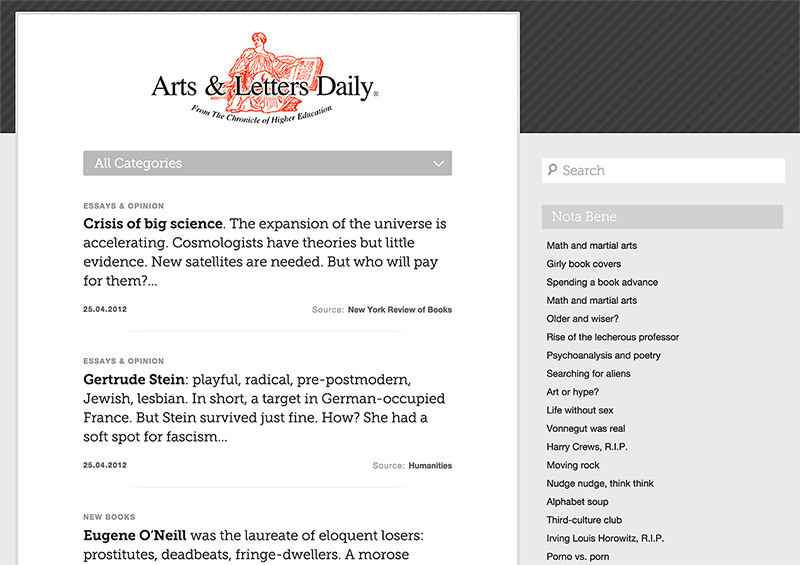 Arts & Letters Daily®
From The Chronicle of Higher Education
All Categories
ESSAYS & OPINION
Crisis of big science. The expansion of the universe is
accelerating. Cosmologists have theories but little
evidence. New satellites are needed. But who will pay
for them?...
25.04.2012
Source: New York Review of Books
ESSAYS & OPINION
Gertrude Stein: playful, radical, pre-postmodern,
Jewish, lesbian. In short, a target in German-occupied
France. But Stein survived just fine. How? She had a
soft spot for fascism...
25.04.2012
Source: Humanities
NEW BOOKS
Eugene O’Neill was the laureate of eloquent losers:
prostitutes, deadbeats, fringe-dwellers. A morose
Search
Nota Bene
Math and martial arts
Girly book covers
Spending a book advance
Math and martial arts
Older and wiser?
Rise of the lecherous professor
Psychoanalysis and poetry
Searching for aliens
Art or hype?
Life without sex
Vonnegut was real
Harry Crews, R.I.P.
Moving rock
Nudge nudge, think think
Alphabet soup
Third-culture club
Irving Louis Horowitz, R.I.P.
Porno vs. porn